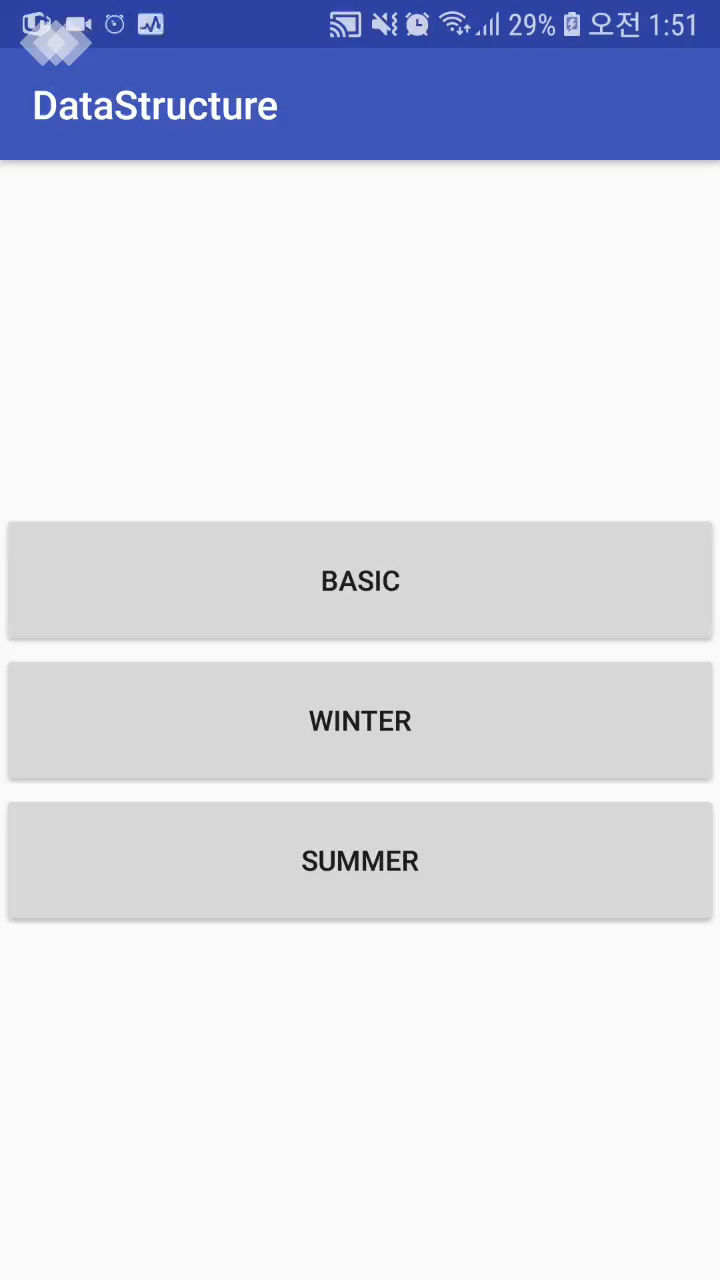 29% 오전 1:51
DataStructure
BASIC
WINTER
SUMMER